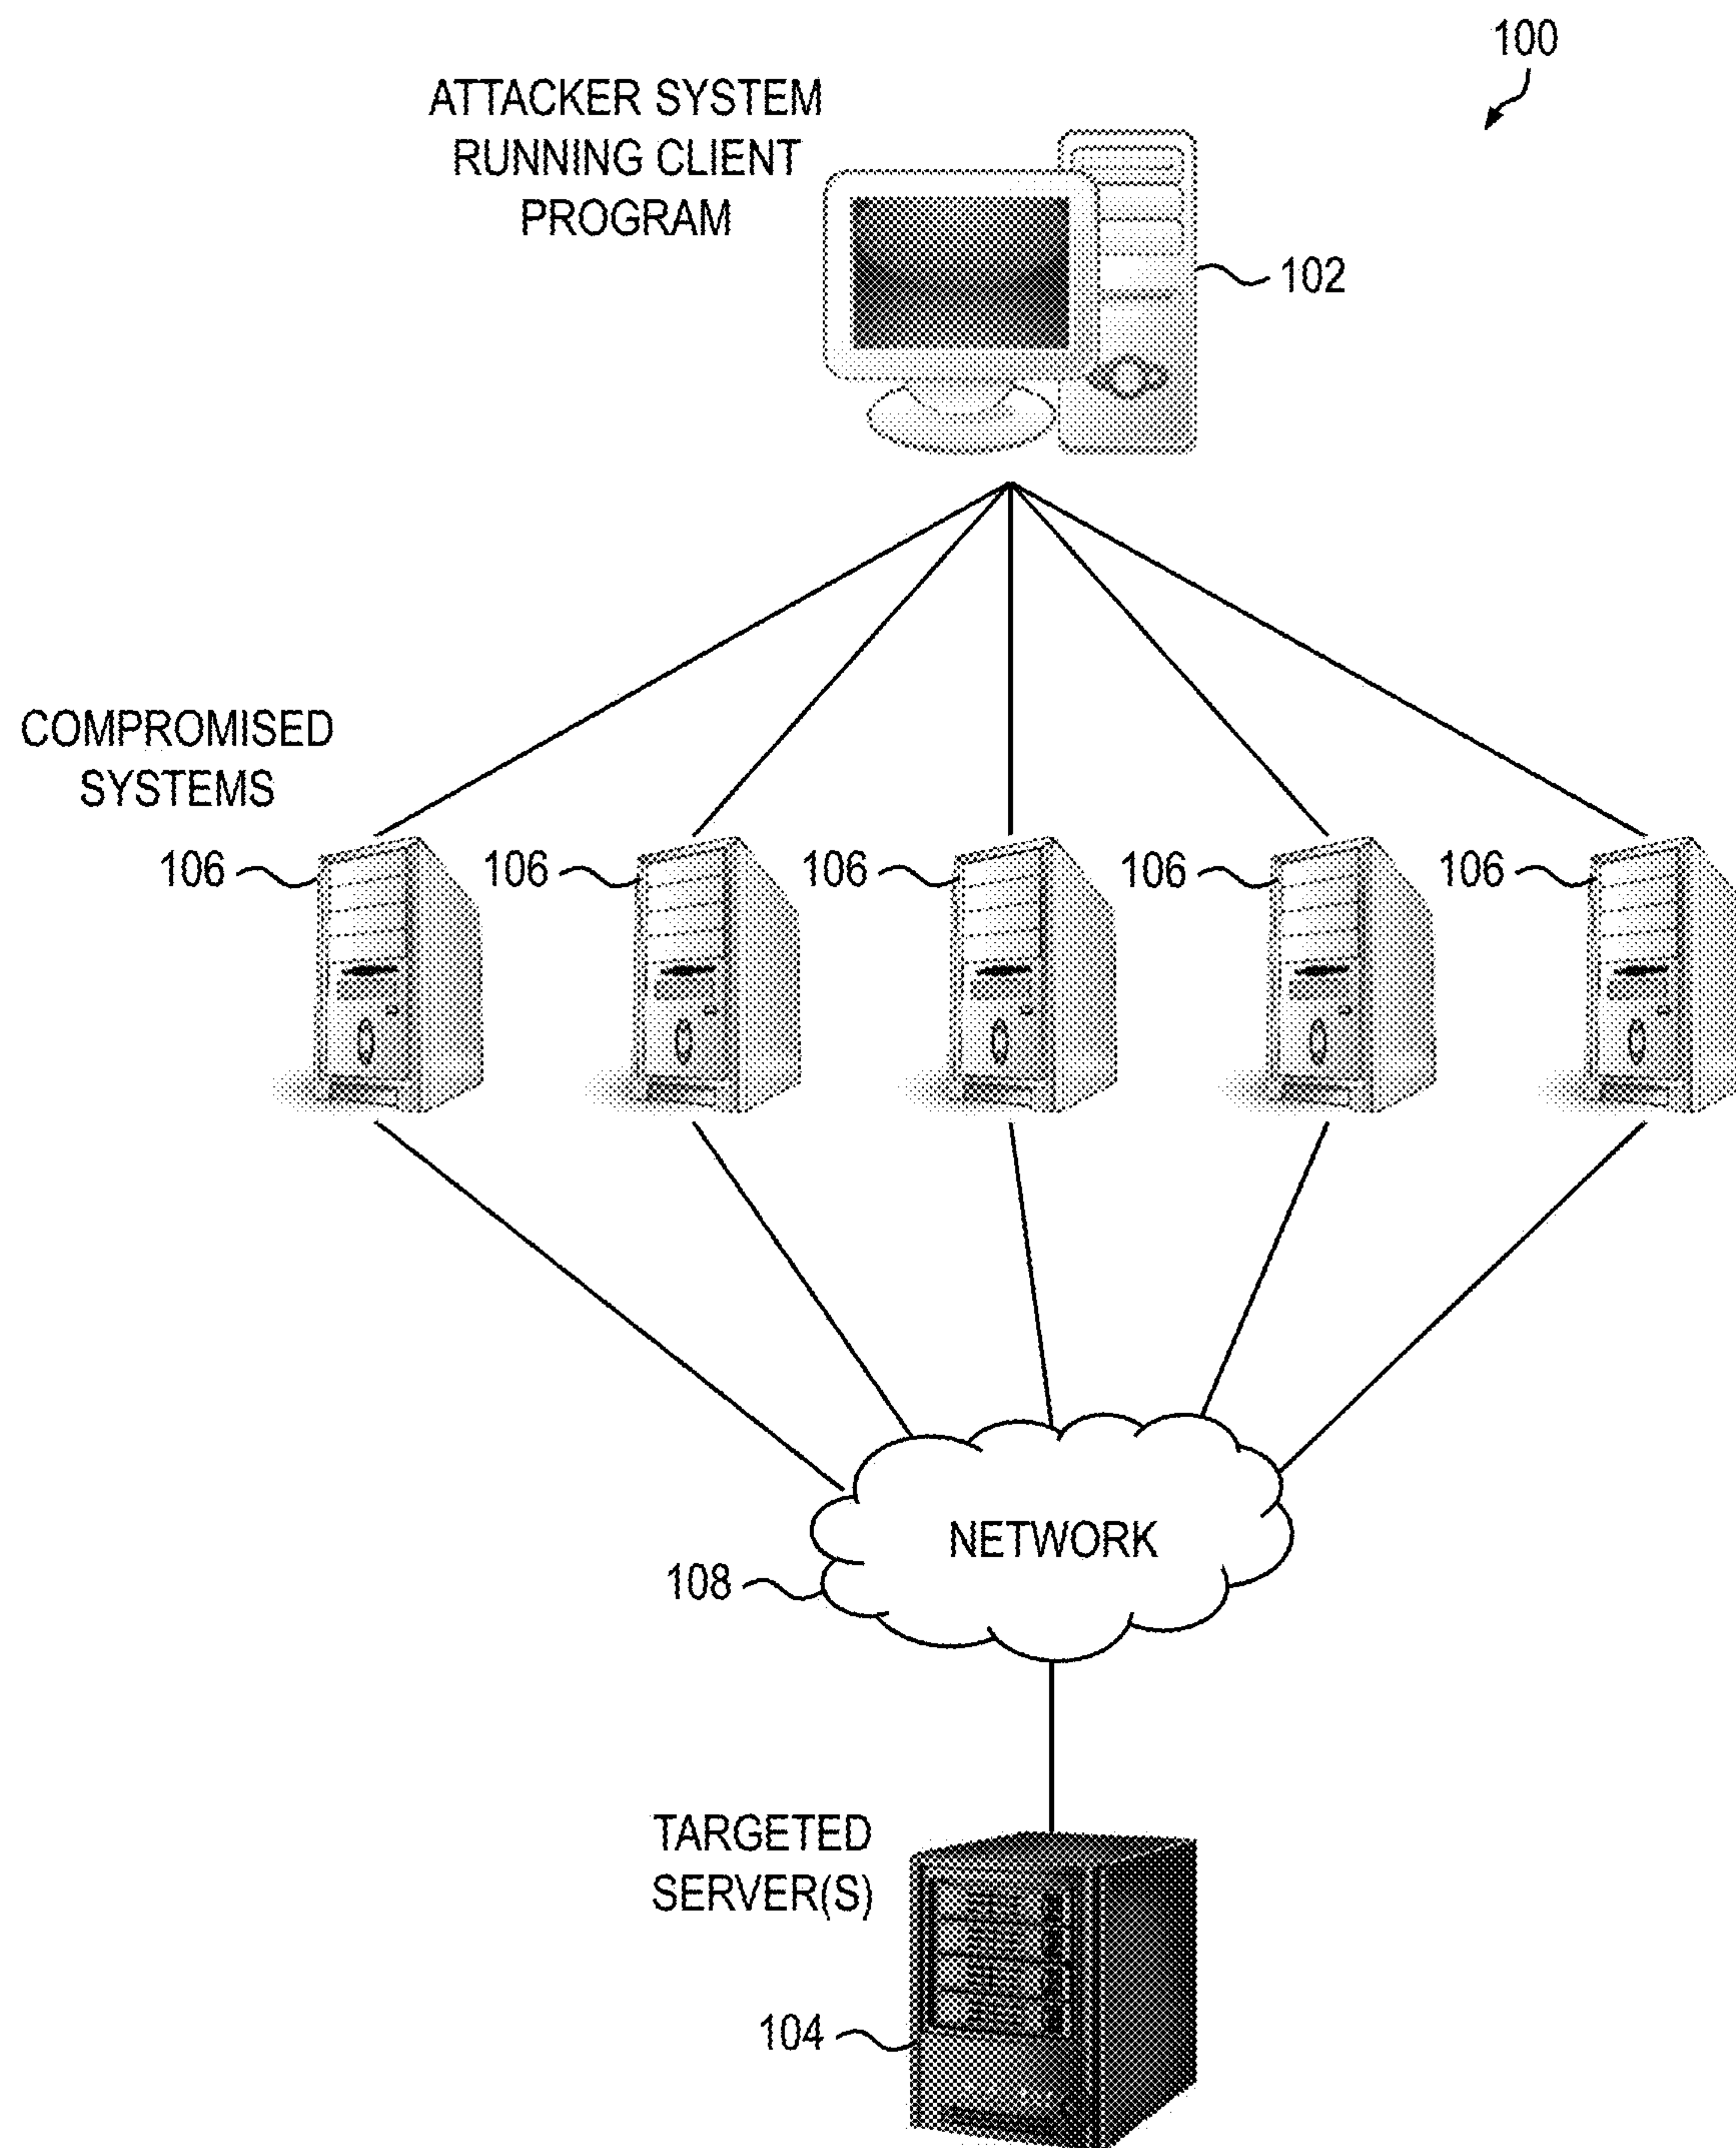 100
ATTACKER SYSTEM
RUNNING CLIENT
PROGRAM
102
COMPROMISED
SYSTEMS
106
106
106
106
106
NETWORK
108
TARGETED
SERVER(S)
104